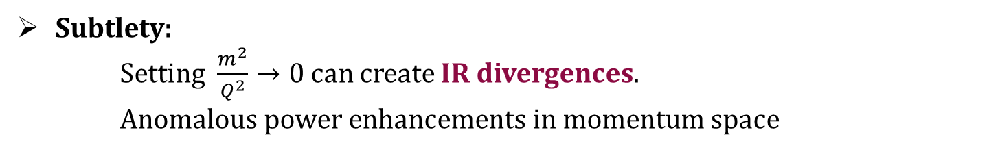 ➢ Subtlety:
Setting m²/Q² → 0 can create IR divergences.
Anomalous power enhancements in momentum space